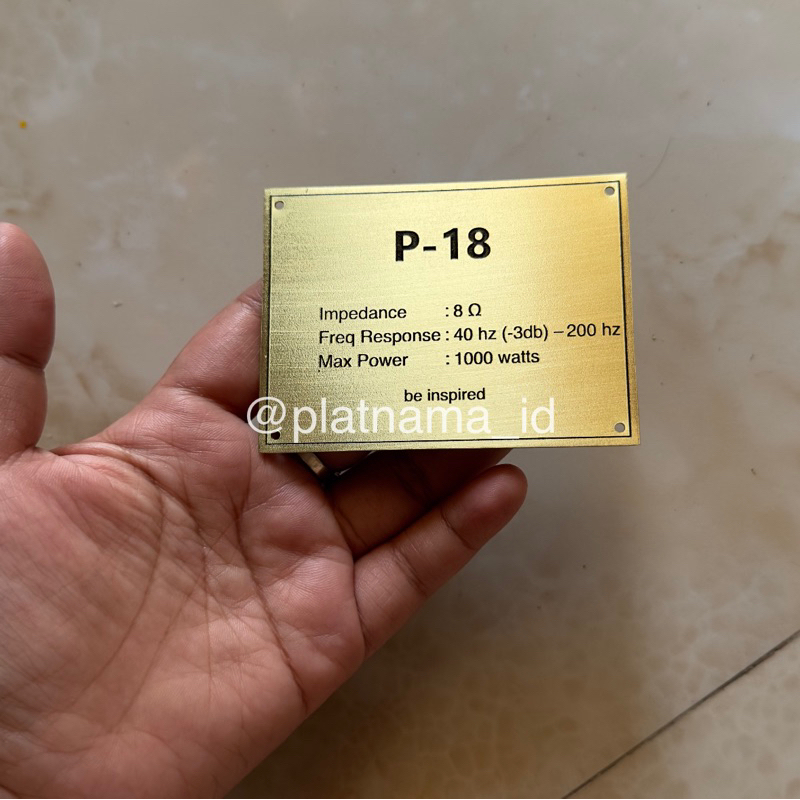 P-18
Impedance : 8 Ω
Freq Response : 40 hz (-3db) – 200 hz
Max Power : 1000 watts
be inspired
@platnama_id